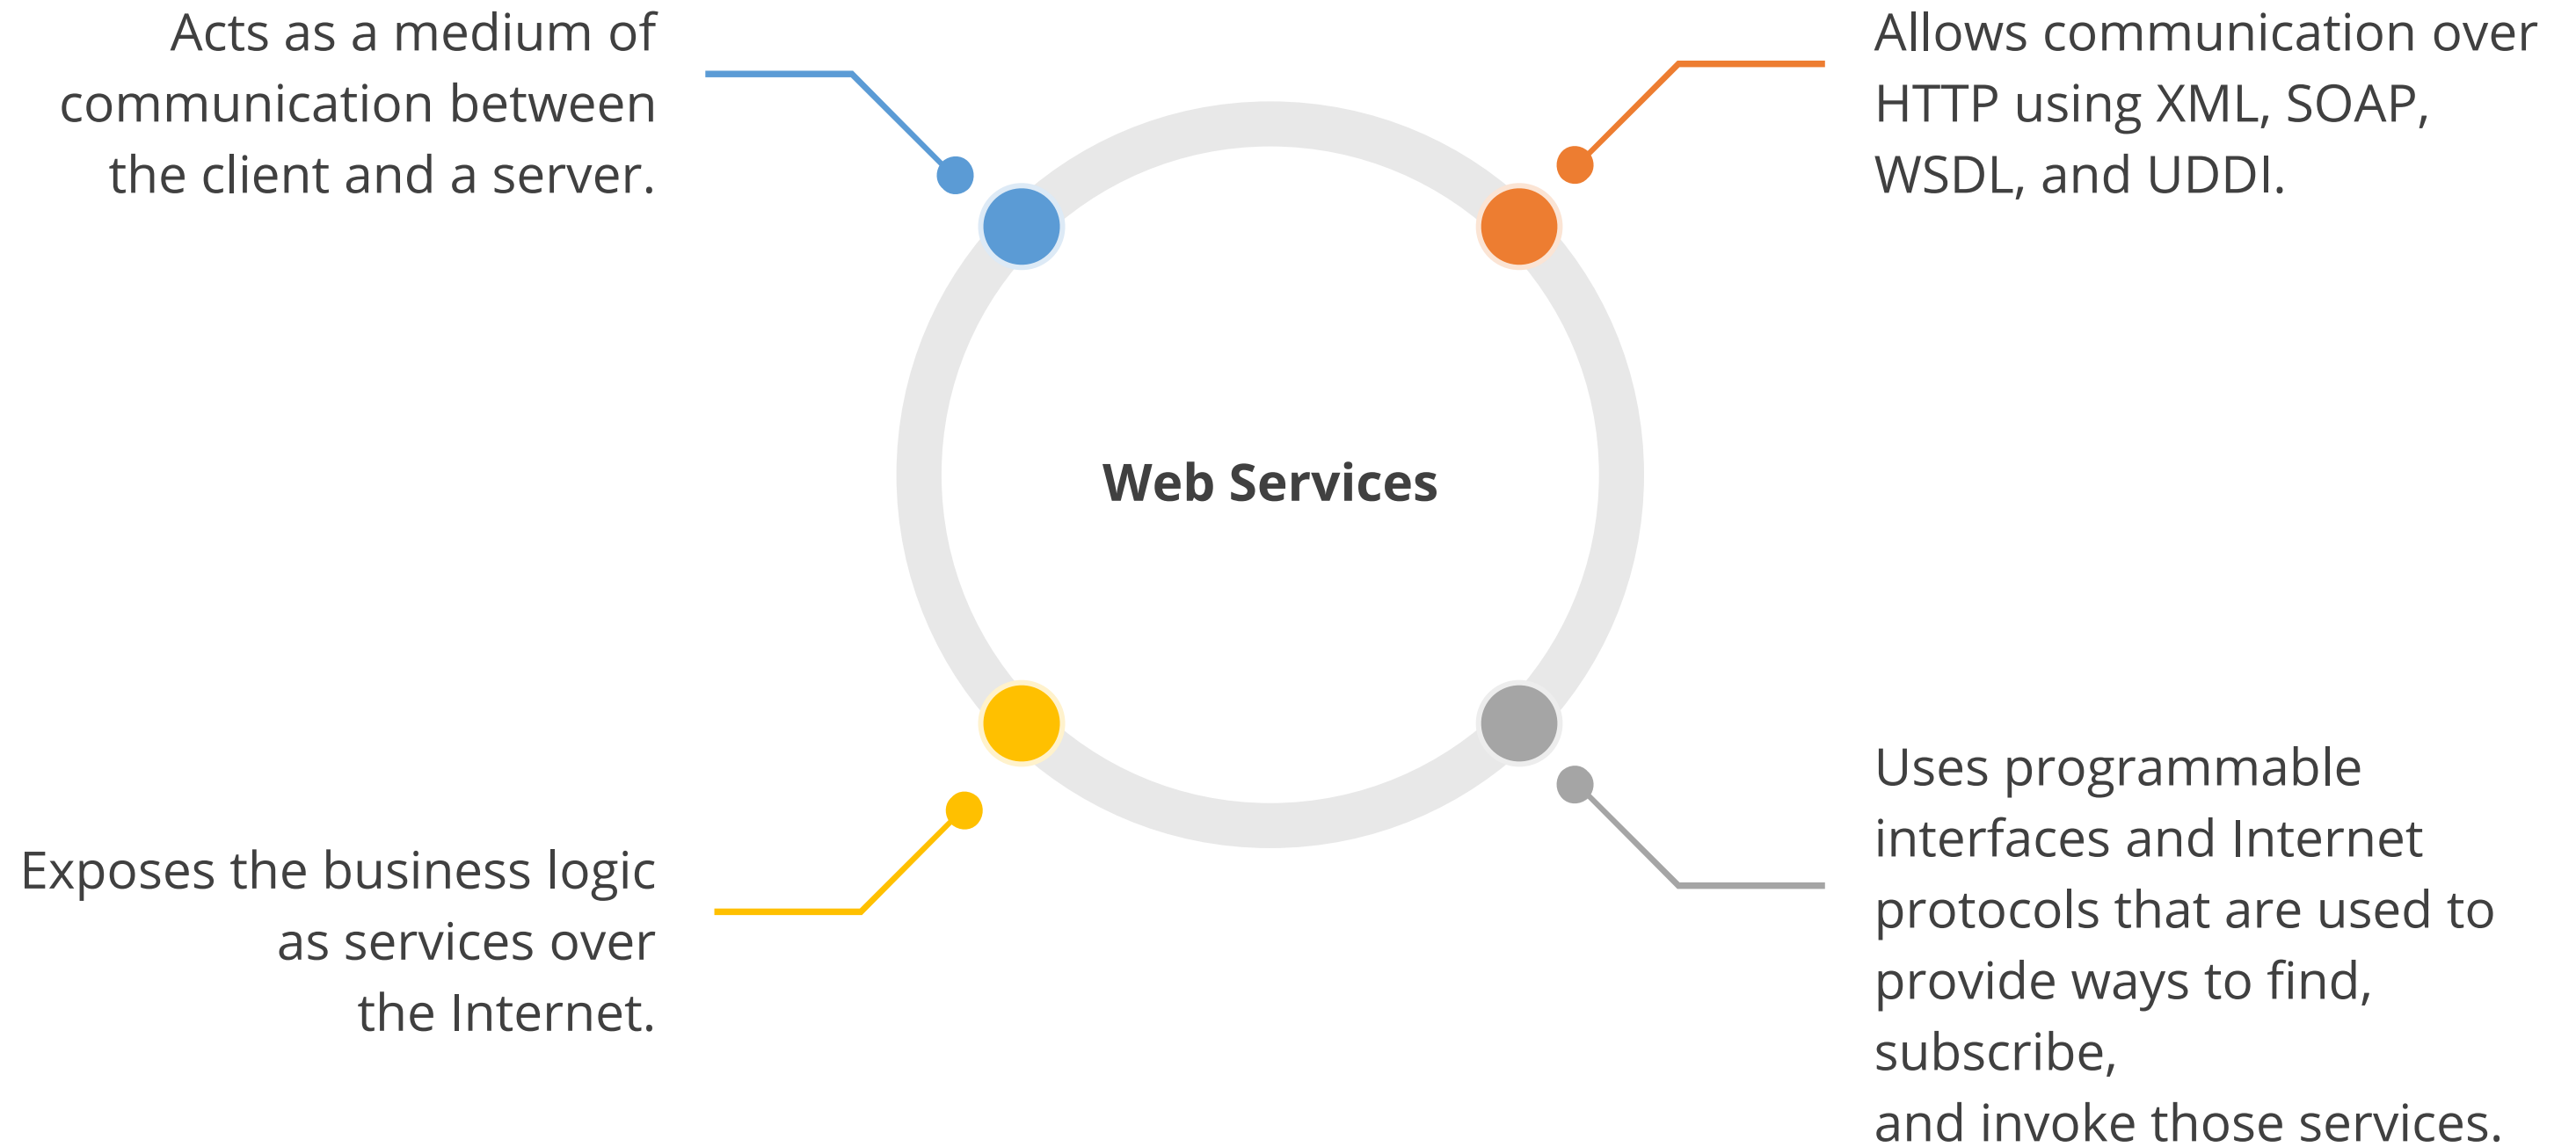 Acts as a medium of
communication between
the client and a server.
Allows communication over
HTTP using XML, SOAP,
WSDL, and UDDI.
Web Services
Exposes the business logic
as services over
the Internet.
Uses programmable
interfaces and Internet
protocols that are used to
provide ways to find,
subscribe,
and invoke those services.